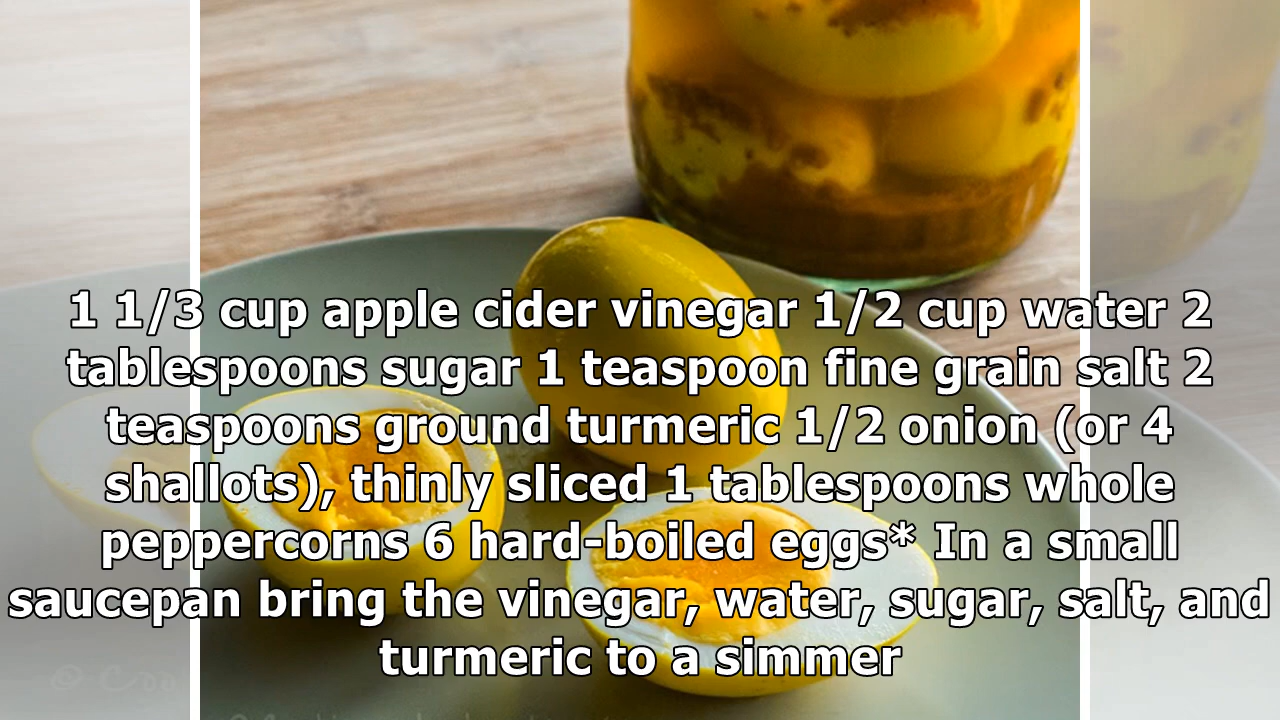 1 1/3 cup apple cider vinegar 1/2 cup water 2
tablespoons sugar 1 teaspoon fine grain salt 2
teaspoons ground turmeric 1/2 onion (or 4
shallots), thinly sliced 1 tablespoons whole
peppercorns 6 hard-boiled eggs* In a small
saucepan bring the vinegar, water, sugar, salt, and
turmeric to a simmer